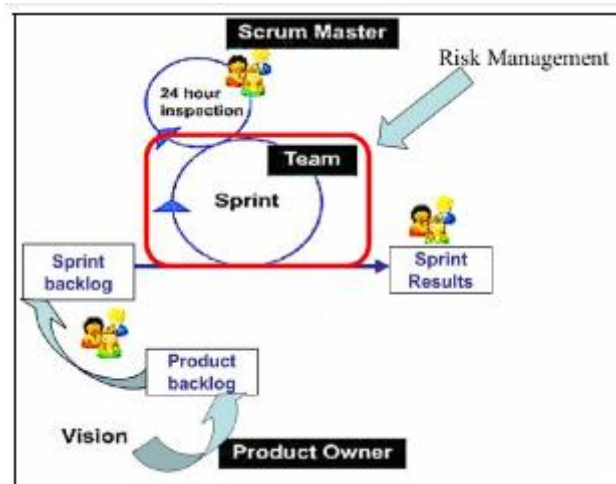 Scrum Master
Risk Management
24 hour
inspection
Team
Sprint
Sprint
backlog
Sprint
Results
Product
backlog
Vision
Product Owner